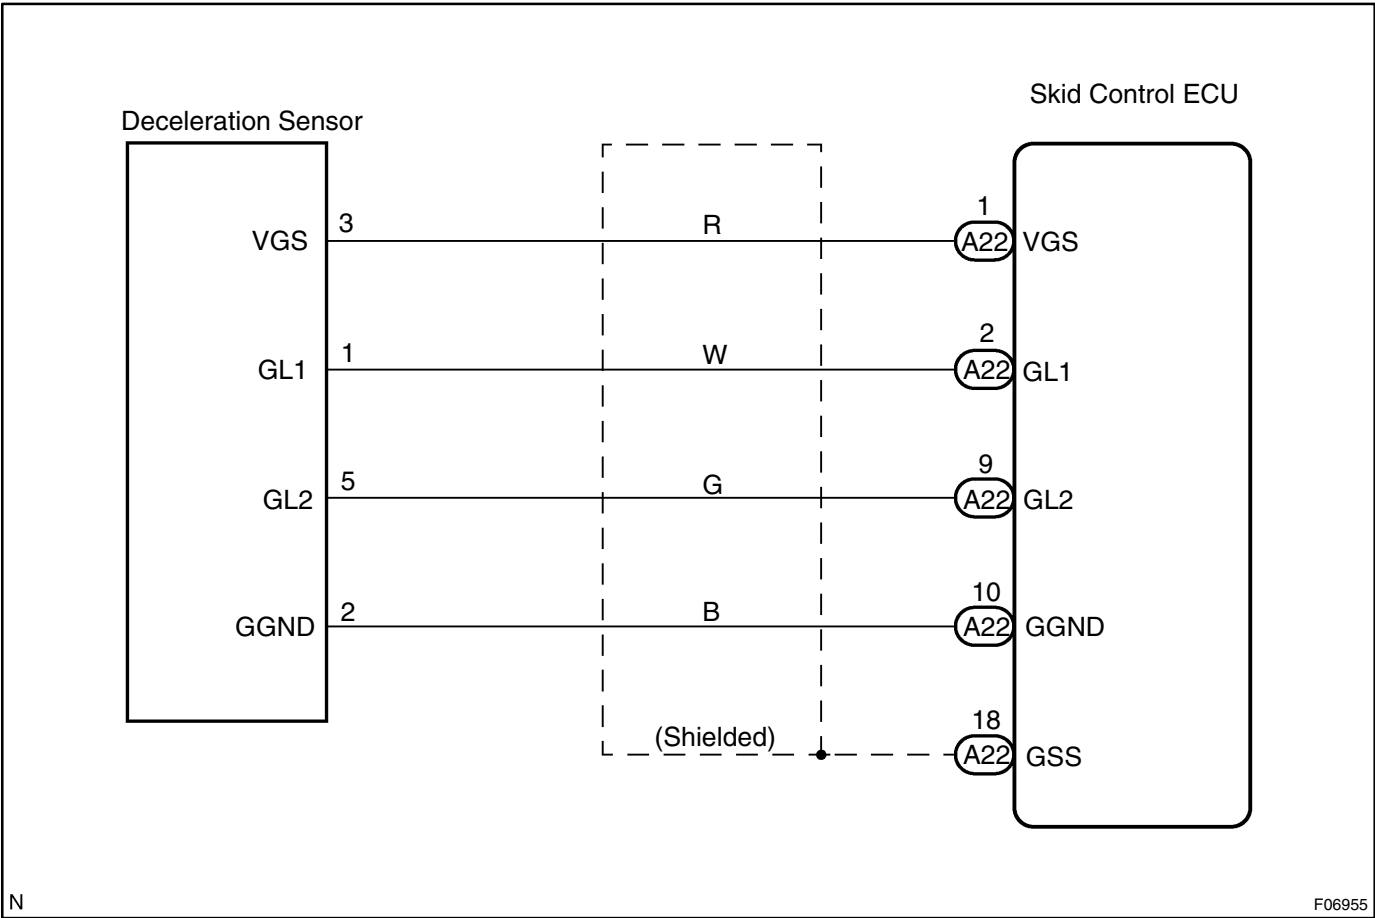 Skid Control ECU
Deceleration Sensor
VGS 3 R 1 A22 VGS
GL1 1 W 2 A22 GL1
GL2 5 G 9 A22 GL2
GGND 2 B 10 A22 GGND
(Shielded) 18 A22 GSS
N F06955